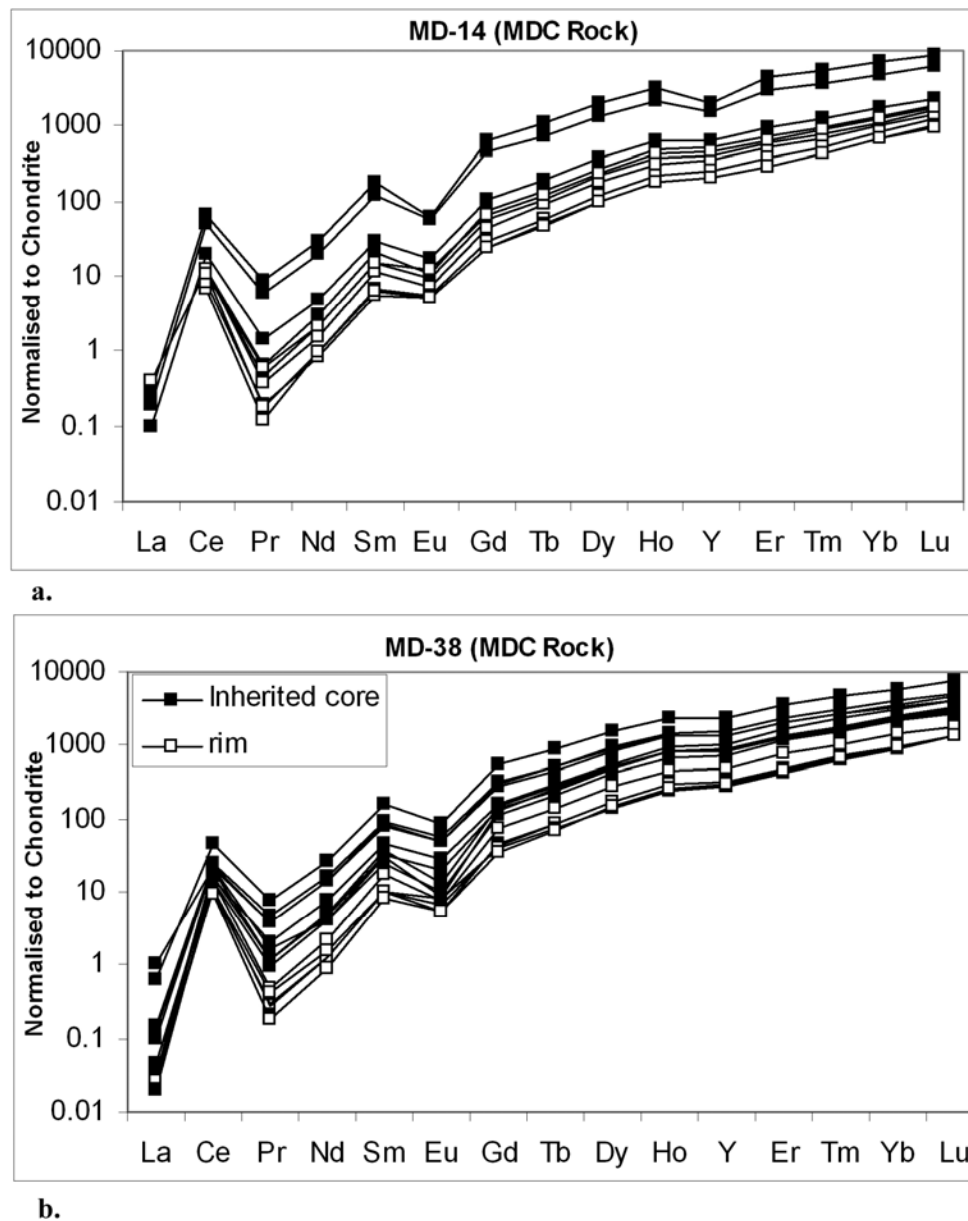 MD-14 (MDC Rock)
Normalised to Chondrite
10000
1000
100
10
1
0.1
0.01
La Ce Pr Nd Sm Eu Gd Tb Dy Ho Y Er Tm Yb Lu
a.
MD-38 (MDC Rock)
Normalised to Chondrite
10000
1000
100
10
1
0.1
0.01
Inherited core
rim
La Ce Pr Nd Sm Eu Gd Tb Dy Ho Y Er Tm Yb Lu
b.